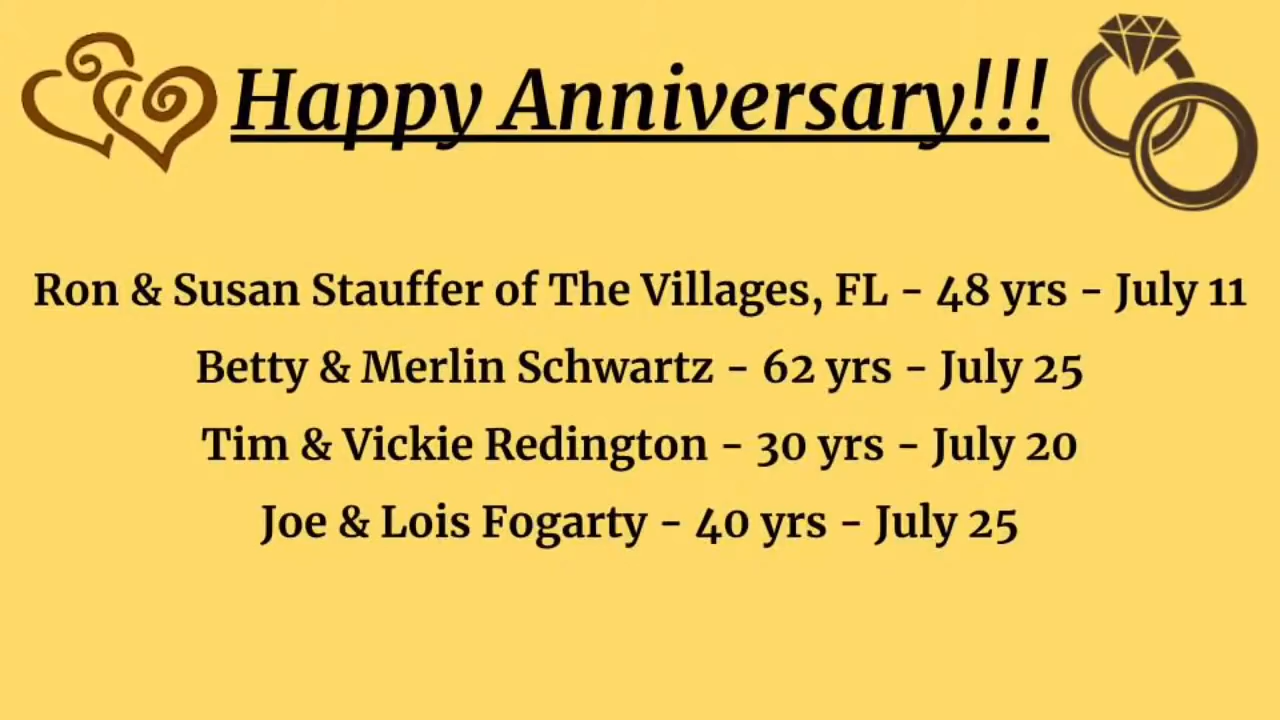 Happy Anniversary!!!
Ron & Susan Stauffer of The Villages, FL - 48 yrs - July 11
Betty & Merlin Schwartz - 62 yrs - July 25
Tim & Vickie Redington - 30 yrs - July 20
Joe & Lois Fogarty - 40 yrs - July 25